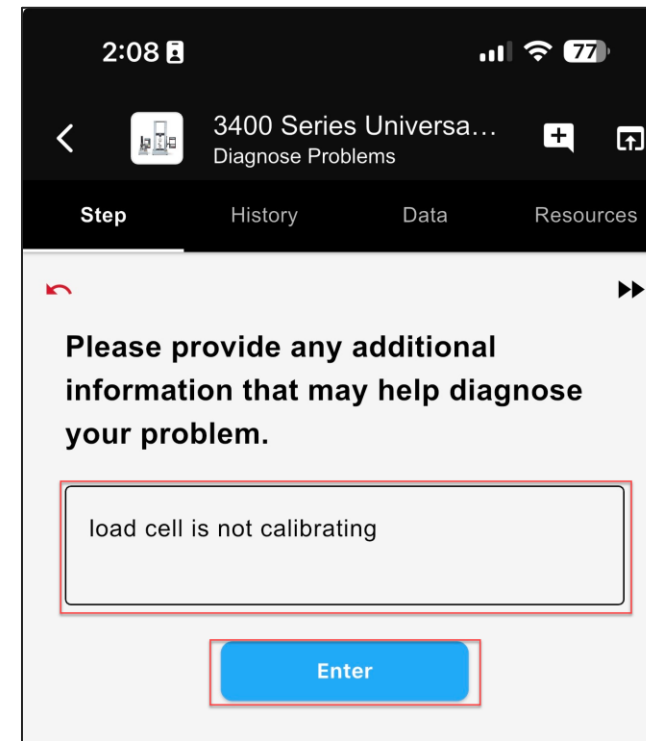 2:08
77
3400 Series Universa...
Diagnose Problems
Step History Data Resources
Please provide any additional
information that may help diagnose
your problem.
load cell is not calibrating
Enter